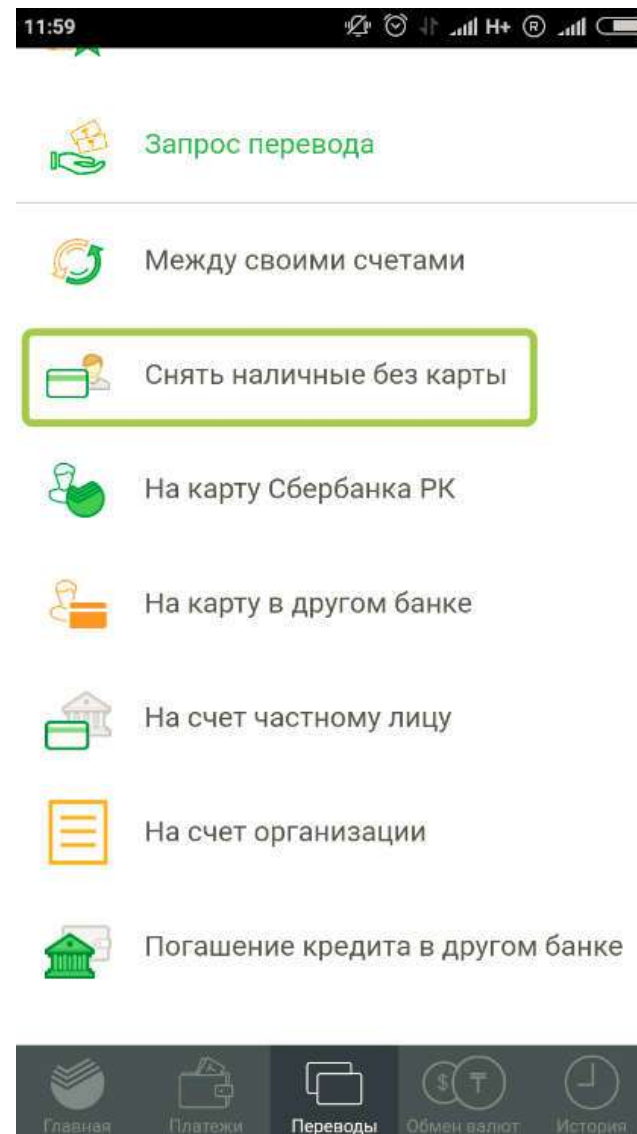 11:59
H+
R
Запрос перевода
Между своими счетами
Снять наличные без карты
На карту Сбербанка РК
На карту в другом банке
На счет частному лицу
На счет организации
Погашение кредита в другом банке
$ ₸
Главная
Платежи
Переводы
Обмен валют
История